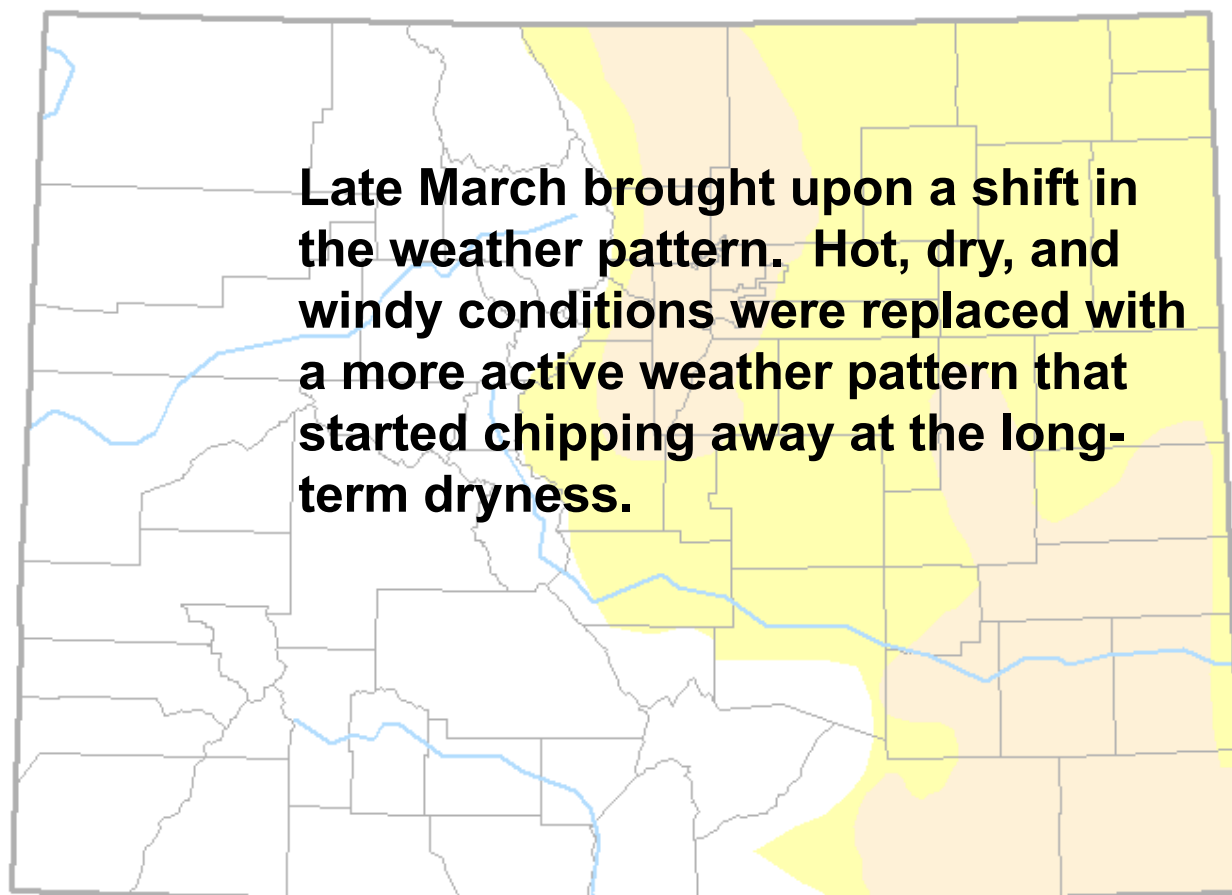 Late March brought upon a shift in
the weather pattern.  Hot, dry, and
windy conditions were replaced with
a more active weather pattern that
started chipping away at the long-
term dryness.